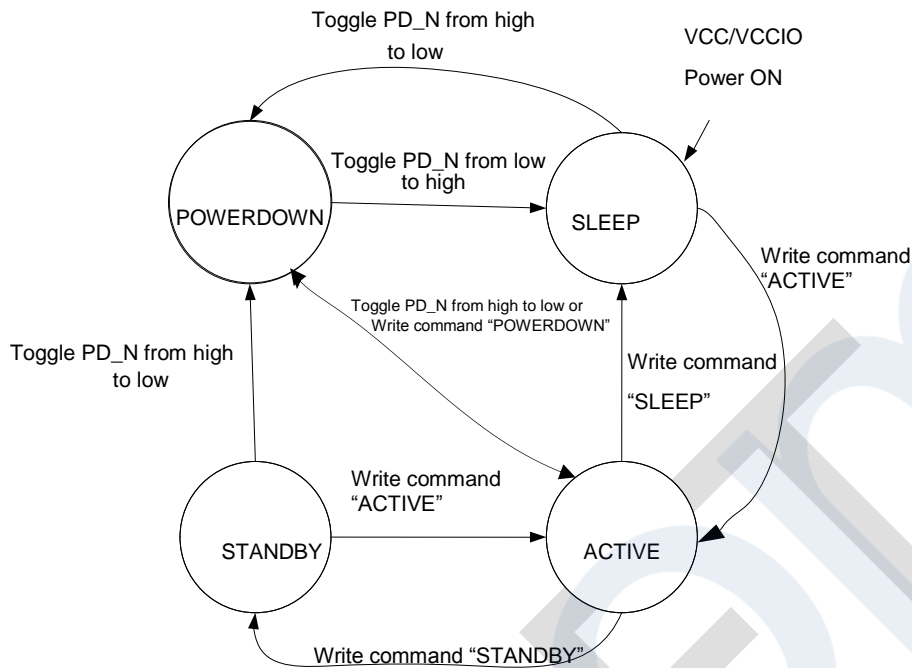 Toggle PD_N from high
to low
VCC/VCCIO
Power ON
Toggle PD_N from low
to high
POWERDOWN
SLEEP
Write command
“ACTIVE”
Toggle PD_N from high to low or
Write command “POWERDOWN”
Toggle PD_N from high
to low
Write command
“SLEEP”
Write command
“ACTIVE”
STANDBY
ACTIVE
Write command “STANDBY”